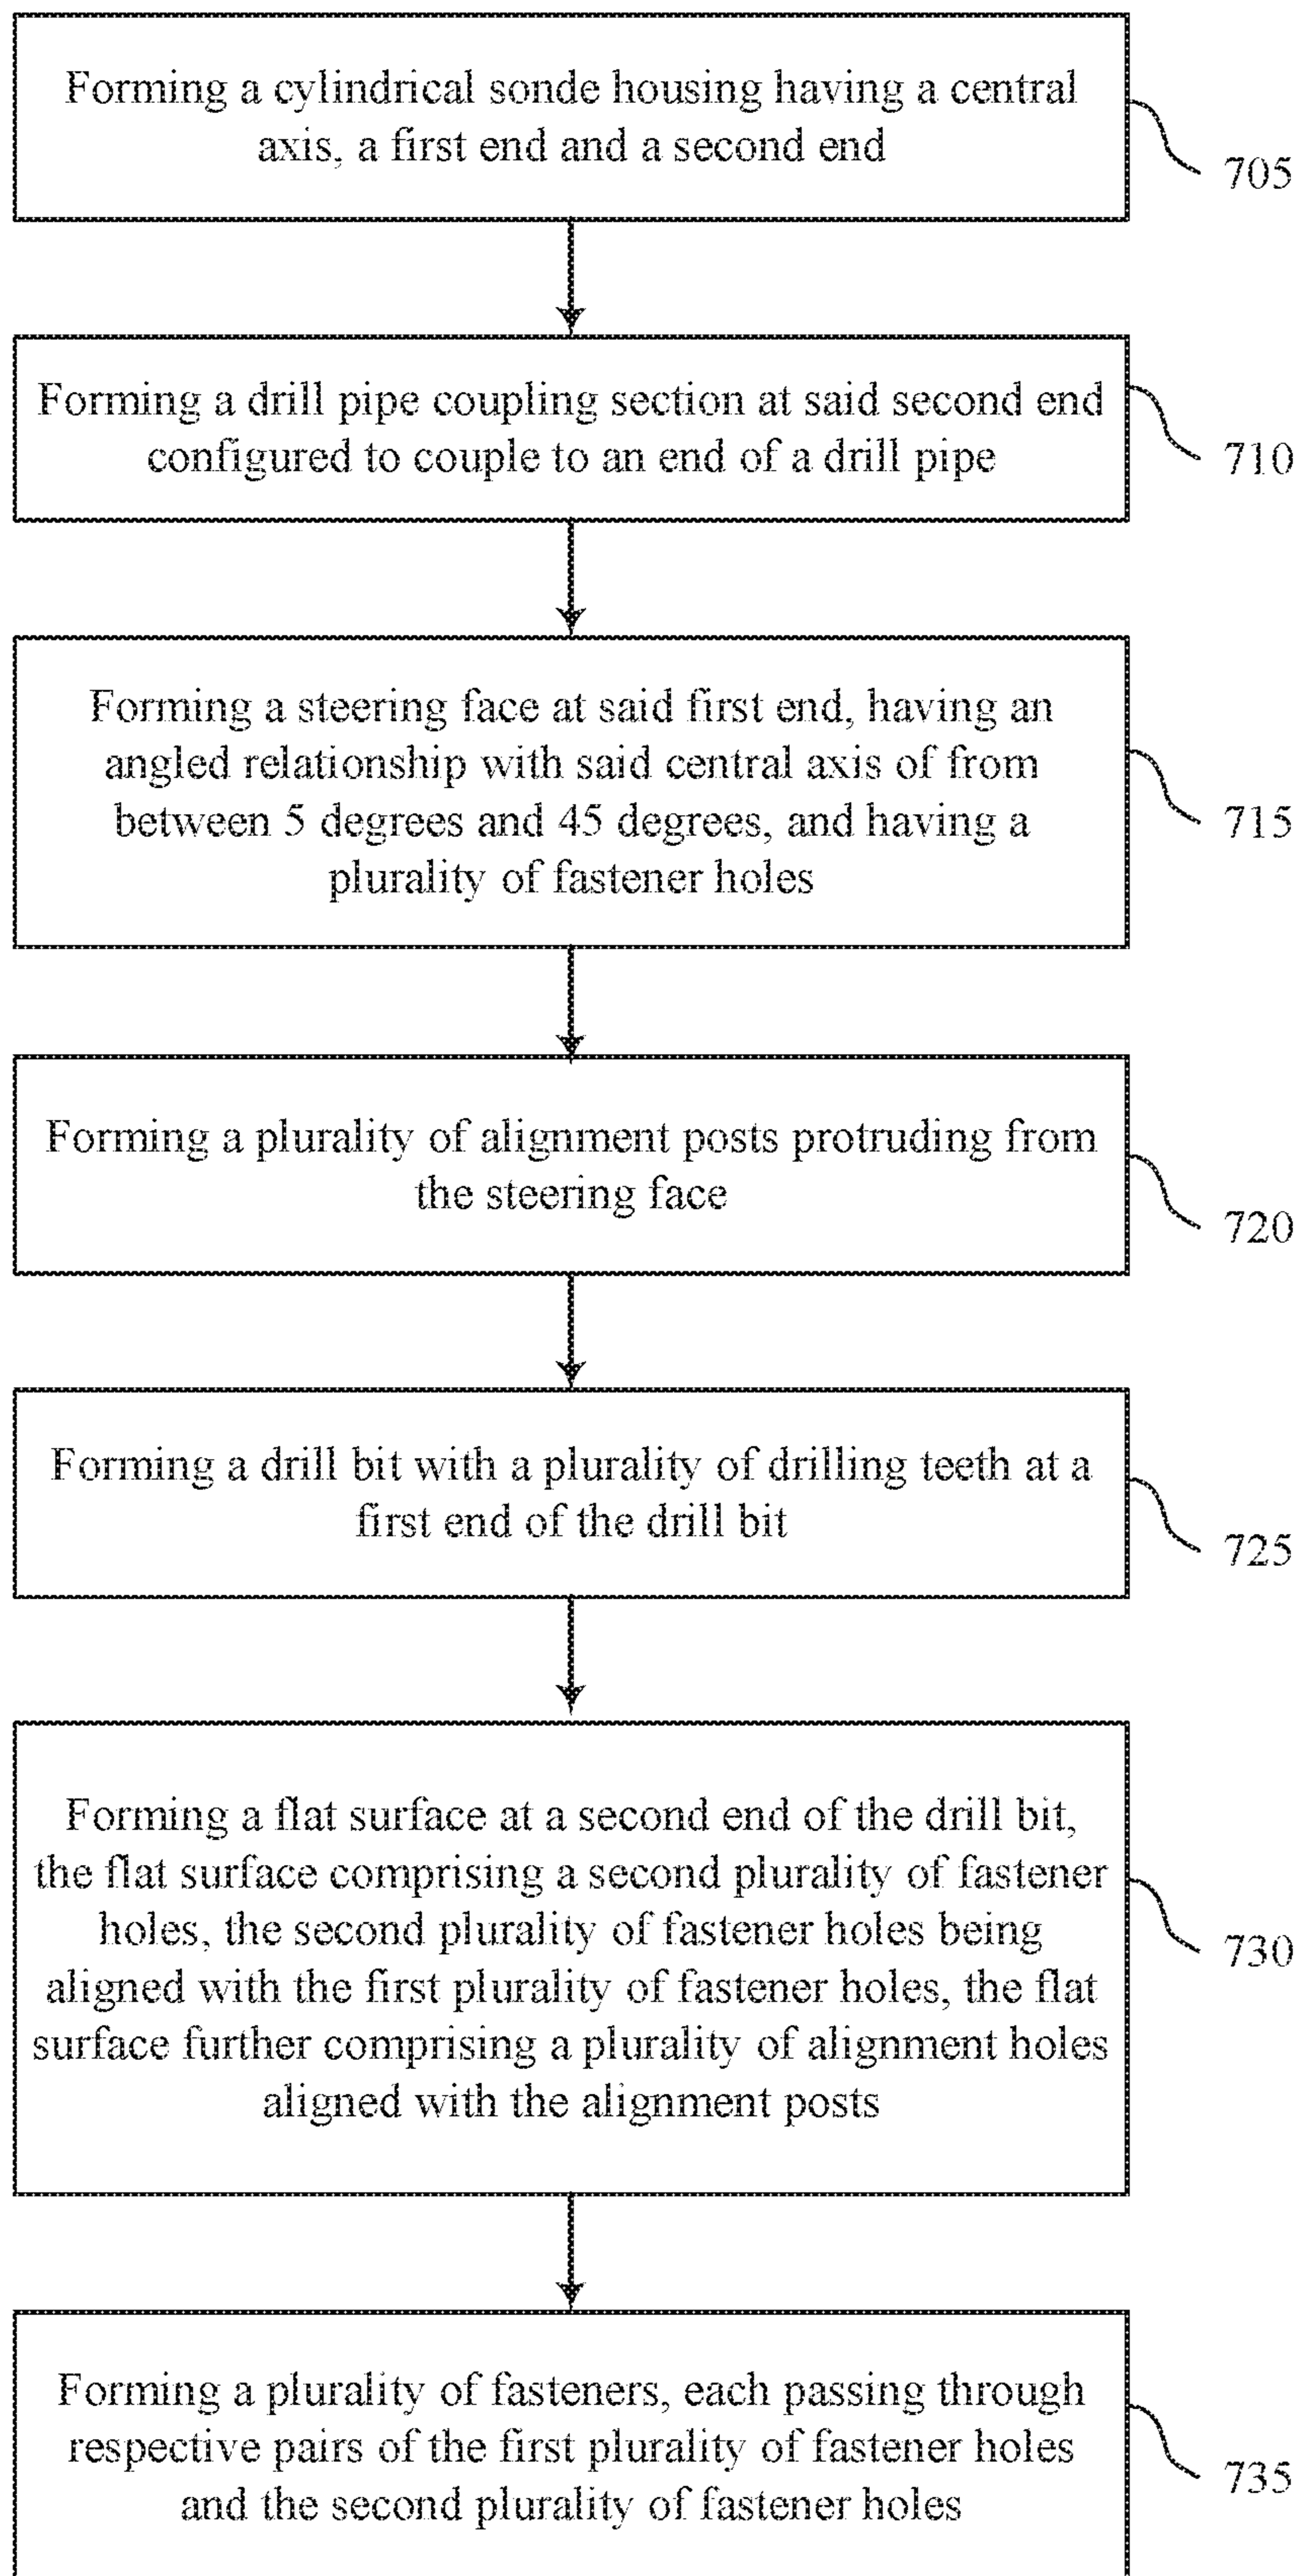 Forming a cylindrical sonde housing having a central
axis, a first end and a second end
705
Forming a drill pipe coupling section at said second end
configured to couple to an end of a drill pipe
710
Forming a steering face at said first end, having an
angled relationship with said central axis of from
between 5 degrees and 45 degrees, and having a
plurality of fastener holes
715
Forming a plurality of alignment posts protruding from
the steering face
720
Forming a drill bit with a plurality of drilling teeth at a
first end of the drill bit
725
Forming a flat surface at a second end of the drill bit,
the flat surface comprising a second plurality of fastener
holes, the second plurality of fastener holes being
aligned with the first plurality of fastener holes, the flat
surface further comprising a plurality of alignment holes
aligned with the alignment posts
730
Forming a plurality of fasteners, each passing through
respective pairs of the first plurality of fastener holes
and the second plurality of fastener holes
735